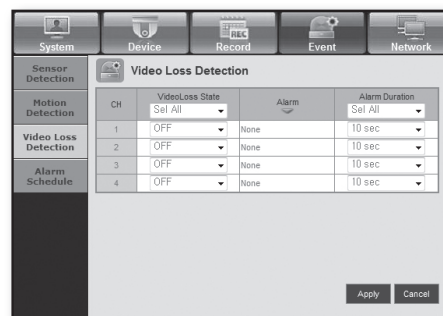 REC
System Device Record Event Network
Sensor Detection
Motion Detection
Video Loss Detection
Alarm Schedule
Video Loss Detection
CH VideoLoss State Alarm Alarm Duration
Sel All Sel All
1 OFF None 10 sec
2 OFF None 10 sec
3 OFF None 10 sec
4 OFF None 10 sec
Apply Cancel